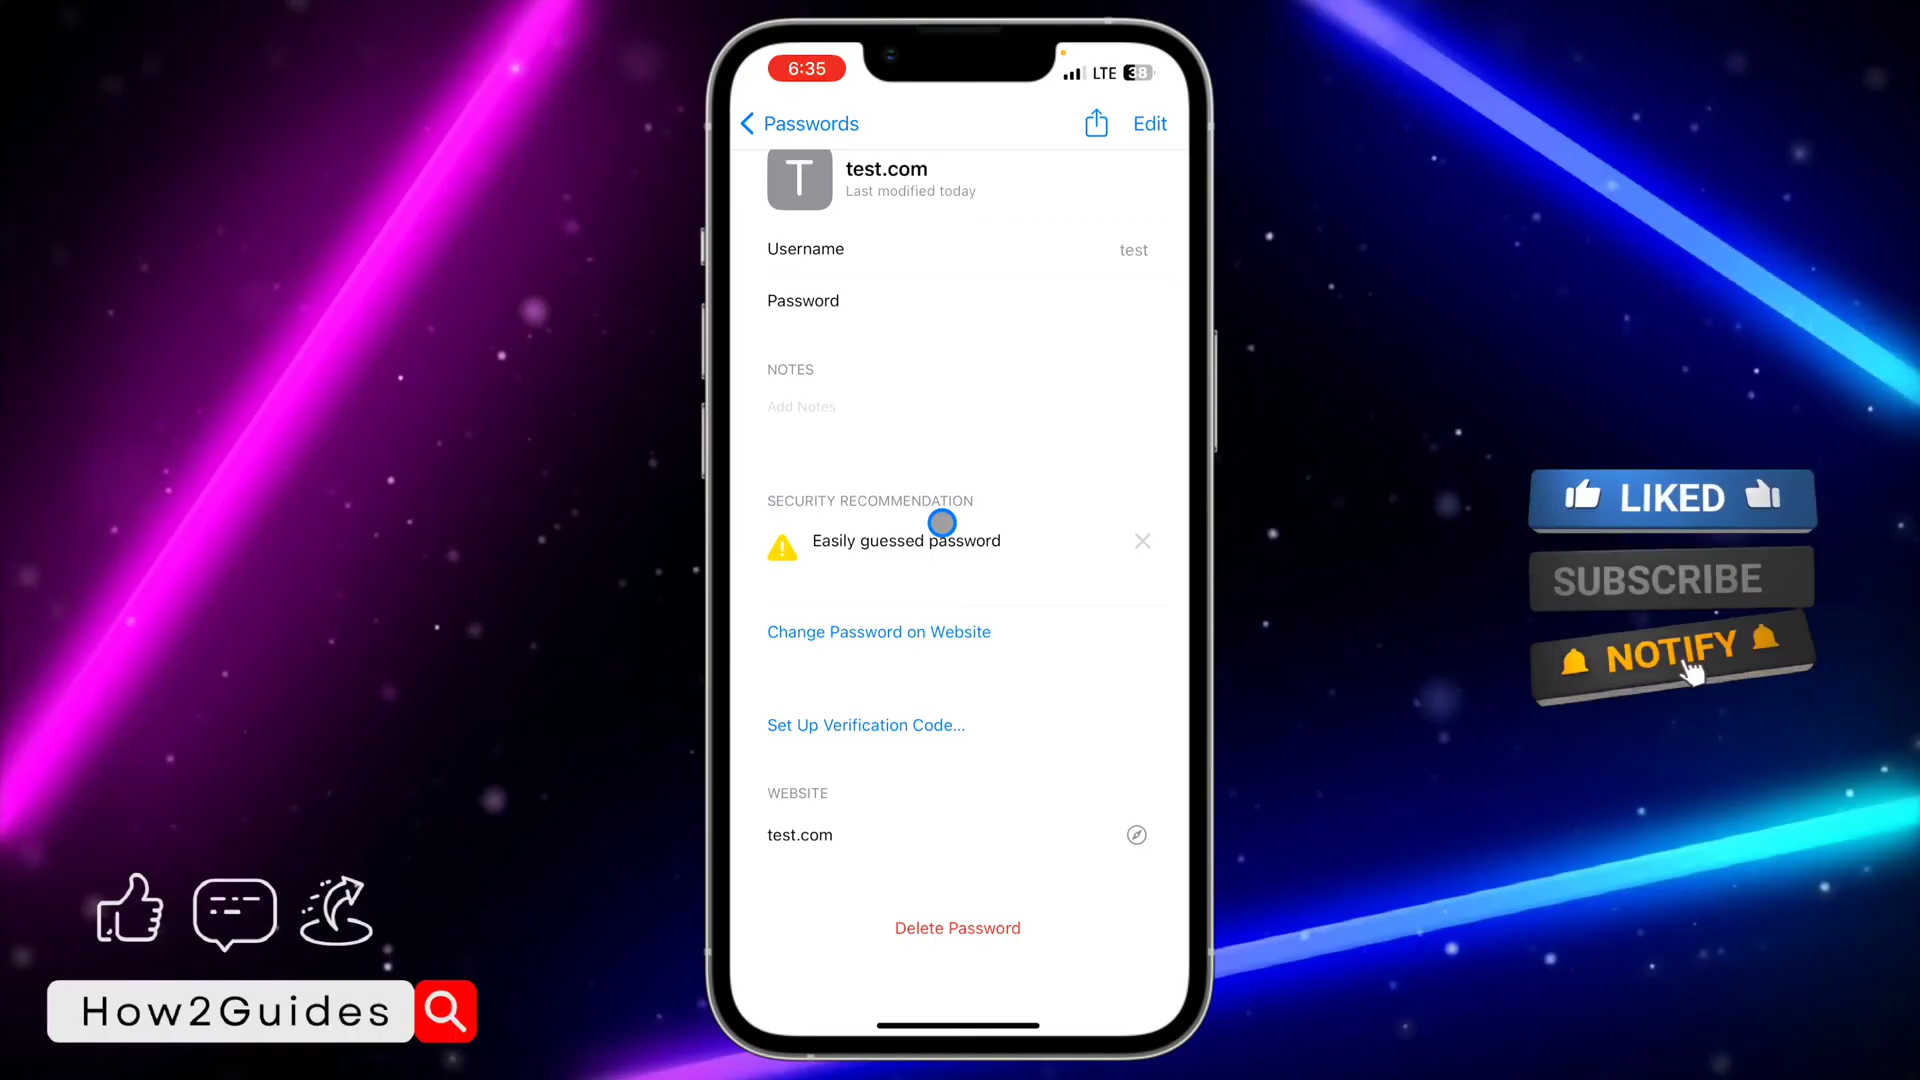 6:35
LTE 38
Passwords
Edit
T
test.com
Last modified today
Username
test
Password
NOTES
Add Notes
SECURITY RECOMMENDATION
Easily guessed password
Change Password on Website
Set Up Verification Code...
WEBSITE
test.com
Delete Password
LIKED
SUBSCRIBE
NOTIFY
How2Guides